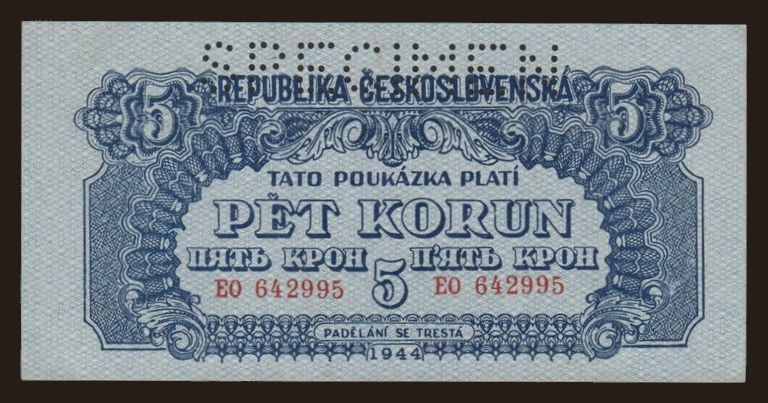 SPECIMEN
5 REPUBLIKA ČESKOSLOVENSKÁ 5
TATO POUKÁZKA PLATÍ
PĚT KORUN
ПЯТЬ КРОН П'ЯТЬ КРОН
5
EO 642995 EO 642995
PADĚLÁNÍ SE TRESTÁ
1944